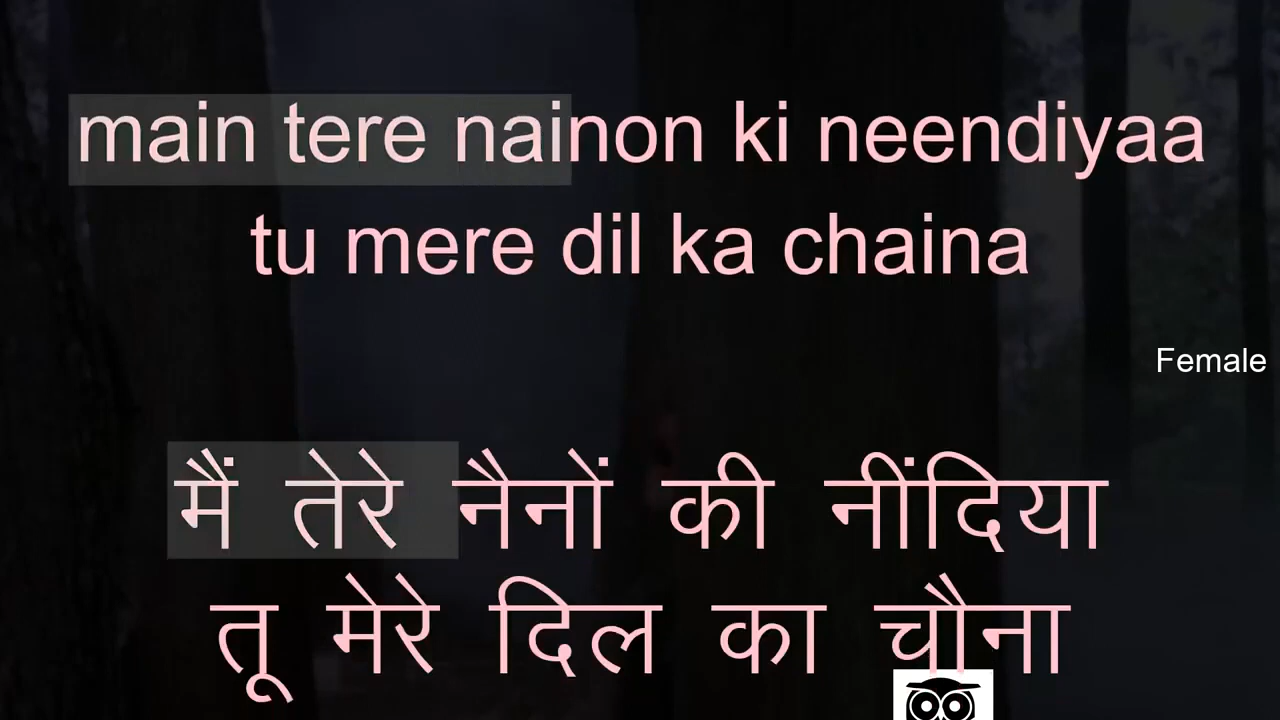 main tere nainon ki neendiyaa
tu mere dil ka chaina
Female
मैं तेरे नैनों की नींदिया
तू मेरे दिल का चौना